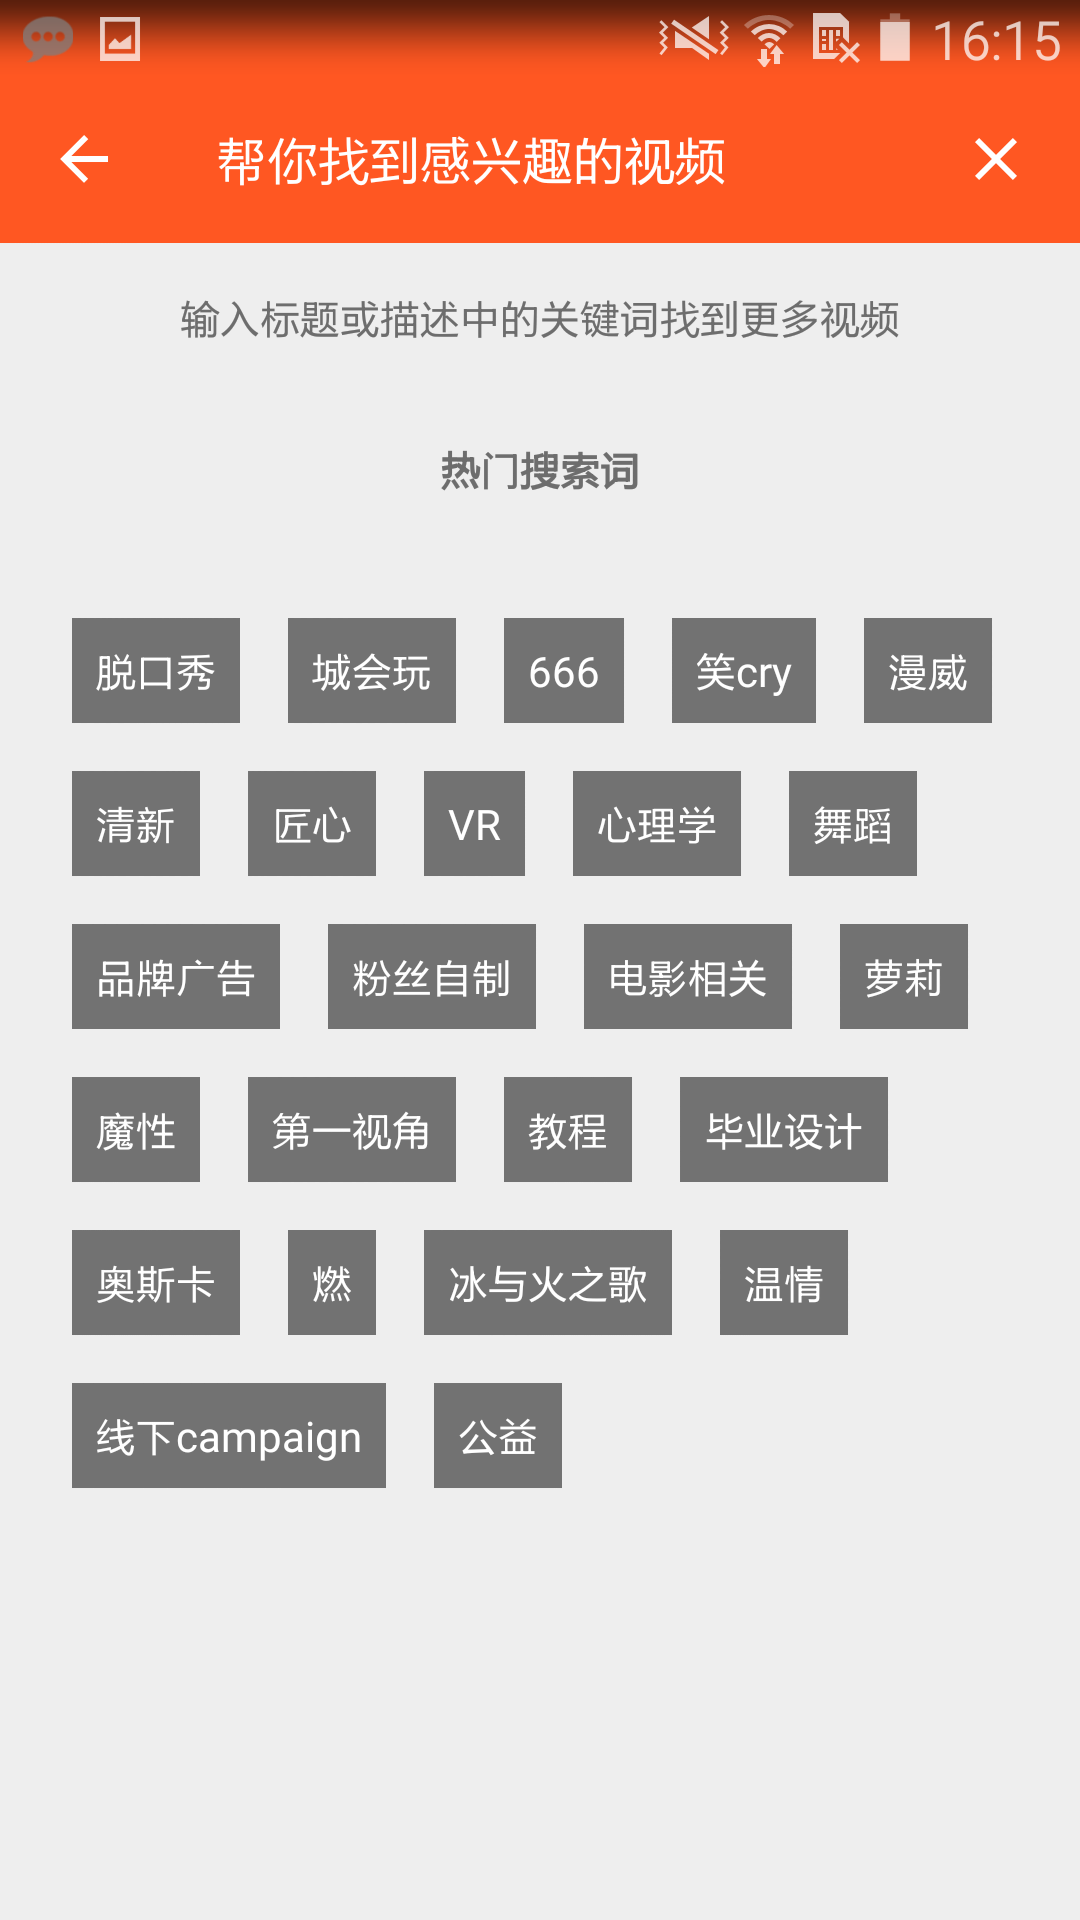 16:15
帮你找到感兴趣的视频
输入标题或描述中的关键词找到更多视频
热门搜索词
脱口秀 城会玩 666 笑cry 漫威
清新 匠心 VR 心理学 舞蹈
品牌广告 粉丝自制 电影相关 萝莉
魔性 第一视角 教程 毕业设计
奥斯卡 燃 冰与火之歌 温情
线下campaign 公益